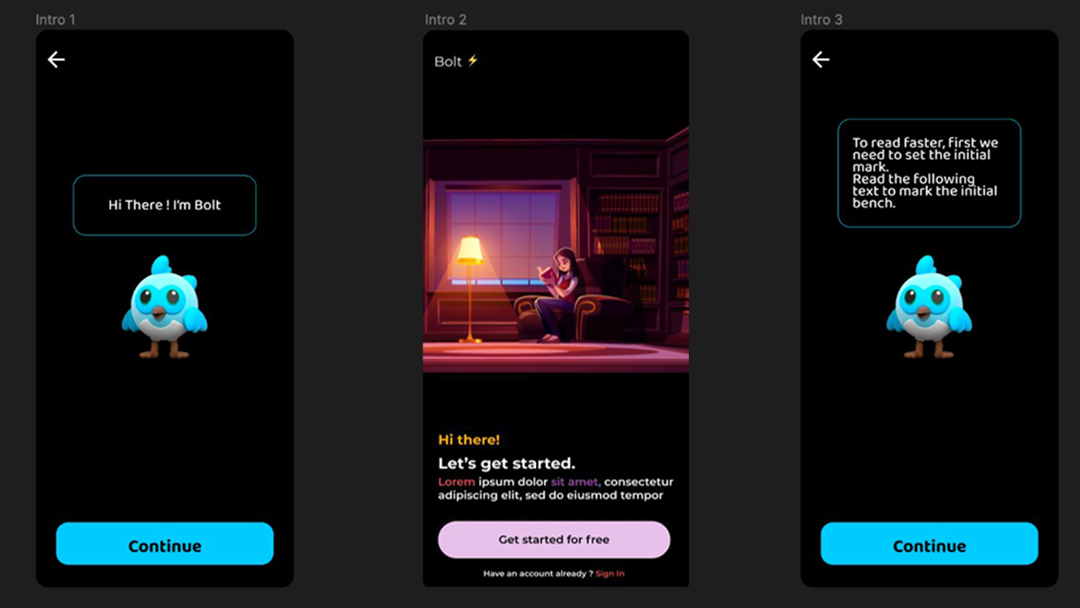 Intro 1
Hi There ! I'm Bolt
Continue
Intro 2
Bolt ⚡
Hi there!
Let's get started.
Lorem ipsum dolor sit amet, consectetur
adipiscing elit, sed do eiusmod tempor
Get started for free
Have an account already ? Sign In
Intro 3
To read faster, first we
need to set the initial
mark.
Read the following
text to mark the initial
bench.
Continue